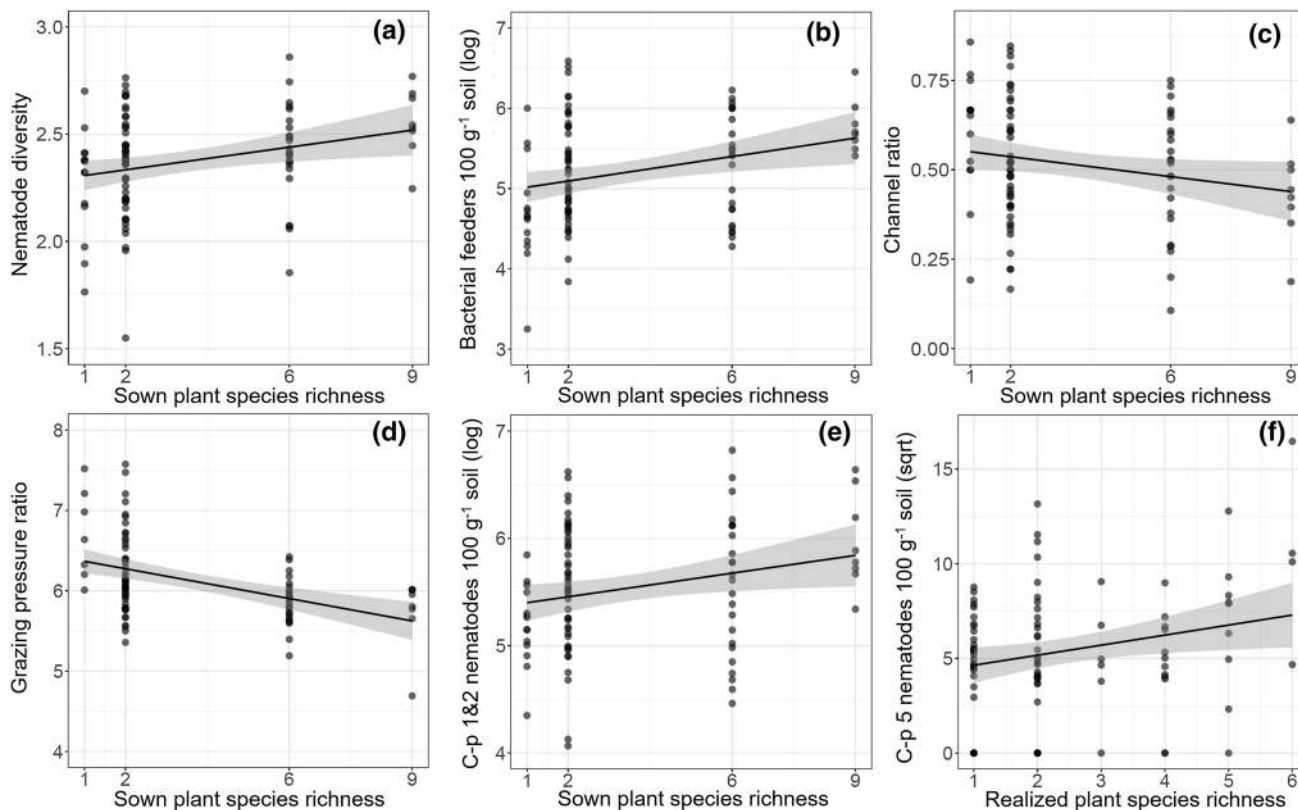 (a)
Nematode diversity
3.0
2.5
2.0
1.5
1 2 6 9
Sown plant species richness
(b)
Bacterial feeders 100 g⁻¹ soil (log)
7
6
5
4
3
1 2 6 9
Sown plant species richness
(c)
Channel ratio
0.75
0.50
0.25
0.00
1 2 6 9
Sown plant species richness
(d)
Grazing pressure ratio
8
7
6
5
4
1 2 6 9
Sown plant species richness
(e)
C-p 1&2 nematodes 100 g⁻¹ soil (log)
7
6
5
4
1 2 6 9
Sown plant species richness
(f)
C-p 5 nematodes 100 g⁻¹ soil (sqrt)
15
10
5
0
1 2 3 4 5 6
Realized plant species richness